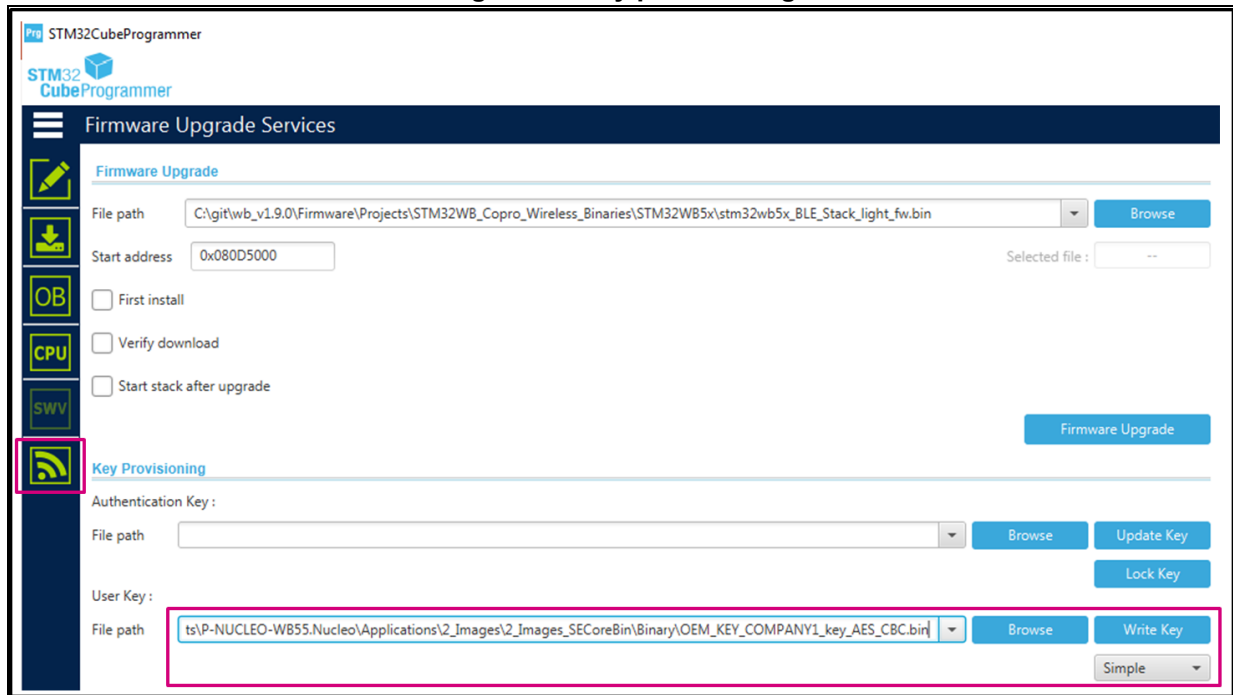 Prg STM32CubeProgrammer
STM32
CubeProgrammer
Firmware Upgrade Services
Firmware Upgrade
File path C:\git\wb_v1.9.0\Firmware\Projects\STM32WB_Copro_Wireless_Binaries\STM32WB5x\stm32wb5x_BLE_Stack_light_fw.bin Browse
Start address 0x080D5000 Selected file : --
OB First install
Verify download
CPU
Start stack after upgrade
SWV
Firmware Upgrade
Key Provisioning
Authentication Key :
File path Browse Update Key
Lock Key
User Key :
File path ts\P-NUCLEO-WB55.Nucleo\Applications\2_Images\2_Images_SECoreBin\Binary\OEM_KEY_COMPANY1_key_AES_CBC.bin Browse Write Key
Simple